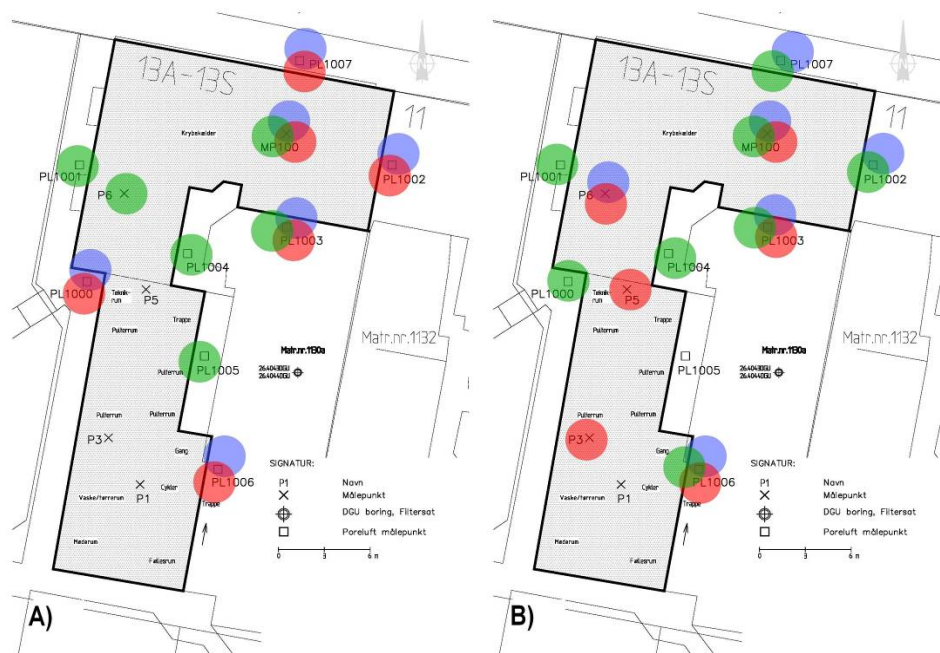 13A-13S
PL1007
11
Krybekælder
MP100
PL1002
PL1001
P6
PL1003
PL1004
PL1000
Teknik-
rum
P5
Trappe
Pulterrum
Matr.nr.1132
Matr.nr.1130a
Pulterrum
PL1005
Pulterrum
Pulterrum
P3
Gang
PL1006
SIGNATUR:
P1
Navn
Vaske/tørrerum
Cykler
P1
Målepunkt
Trappe
DGU boring, Filtersat
Møderum
Poreluft målepunkt
Fællesrum
0 3 6 m
A)
13A-13S
PL1007
11
Krybekælder
MP100
PL1002
PL1001
P6
PL1003
PL1004
PL1000
Teknik-
rum
P5
Trappe
Pulterrum
Matr.nr.1132
Matr.nr.1130a
Pulterrum
PL1005
Pulterrum
Pulterrum
P3
Gang
PL1006
SIGNATUR:
P1
Navn
Vaske/tørrerum
Cykler
P1
Målepunkt
Trappe
DGU boring, Filtersat
Møderum
Poreluft målepunkt
Fællesrum
0 3 6 m
B)